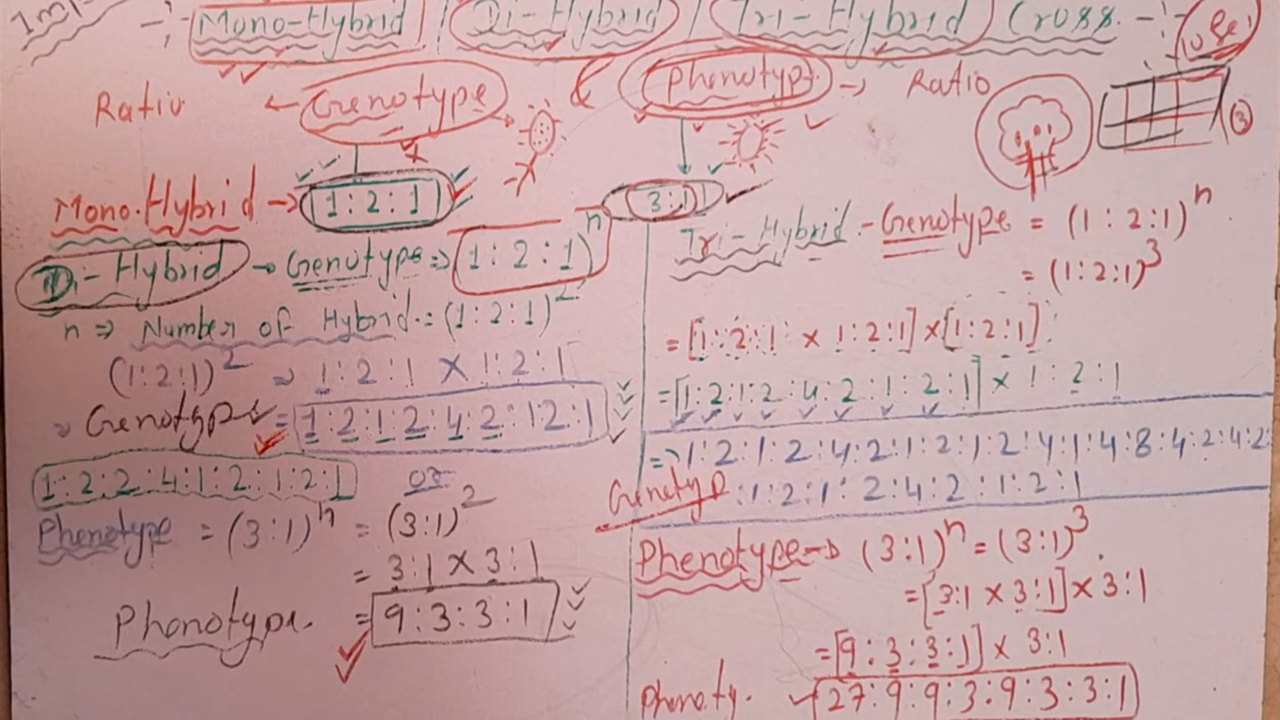 Imp
-: Mono-Hybrid / Di-Hybrid / Tri-Hybrid Cross. -:
Ratio ← Genotype & Phenotype → Ratio
3
Mono.Hybrid → 1:2:1
3:1
Di-Hybrid → Genotype ⇒ (1:2:1)ⁿ
n ⇒ Number of Hybrid.= (1:2:1)²
(1:2:1)² ⇒ 1:2:1 X 1:2:1
Genotype = 1:2:1:2:4:2:12:1
1:2:2:4:1:2:1:2:1 or
Phenotype = (3:1)ⁿ = (3:1)²
= 3:1 X 3:1
Phonotype. = 9:3:3:1
Tri-Hybrid - Genotype = (1:2:1)ⁿ
= (1:2:1)³
= [1:2:1 x 1:2:1] x [1:2:1]
= [1:2:1:2:4:2:1:2:1] x 1:2:1
=> 1:2:1:2:4:2:1:2:1:2:4:1:4:8:4:2:4:2
Genotyp : 1:2:1:2:4:2:1:2:1
Phenotype → (3:1)ⁿ = (3:1)³
= [3:1 x 3:1] x 3:1
= [9:3:3:1] x 3:1
Phenoty. 27:9:9:3:9:3:3:1